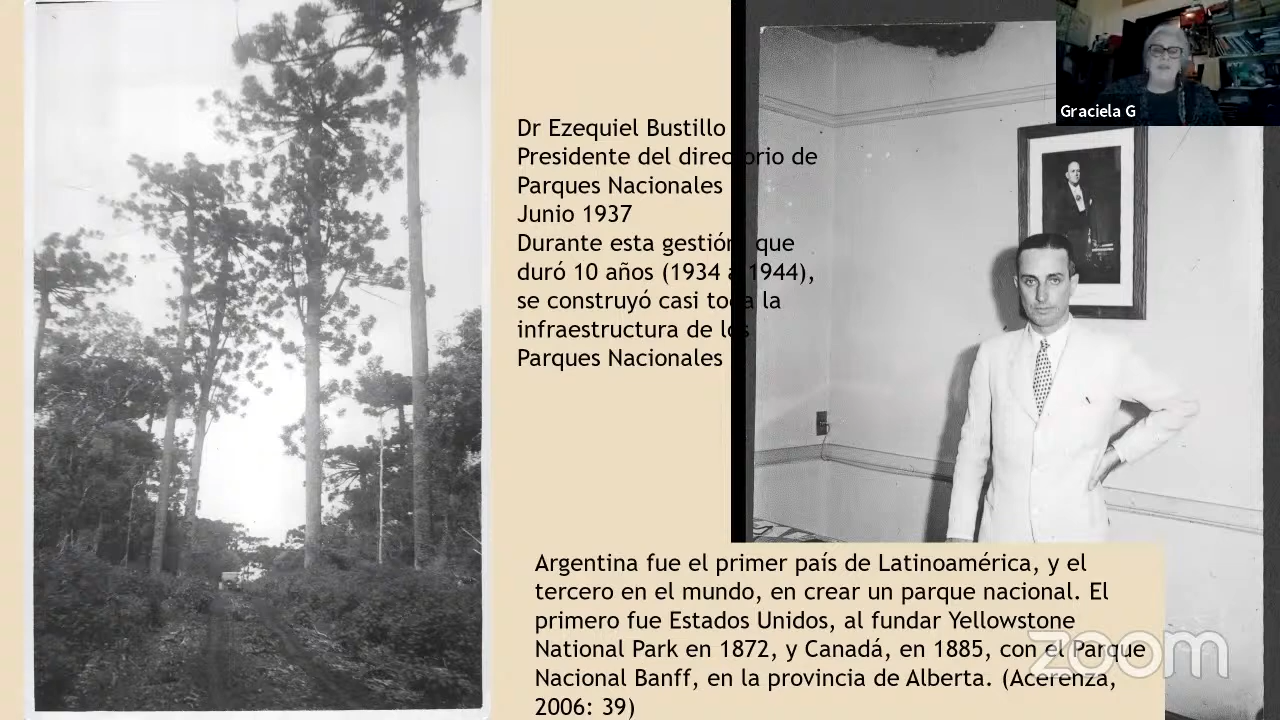 Graciela G
Dr Ezequiel Bustillo
Presidente del directorio de
Parques Nacionales
Junio 1937
Durante esta gestión, que
duró 10 años (1934 a 1944),
se construyó casi toda la
infraestructura de los
Parques Nacionales
Argentina fue el primer país de Latinoamérica, y el
tercero en el mundo, en crear un parque nacional. El
primero fue Estados Unidos, al fundar Yellowstone
National Park en 1872, y Canadá, en 1885, con el Parque
Nacional Banff, en la provincia de Alberta. (Acerenza,
2006: 39)
zoom